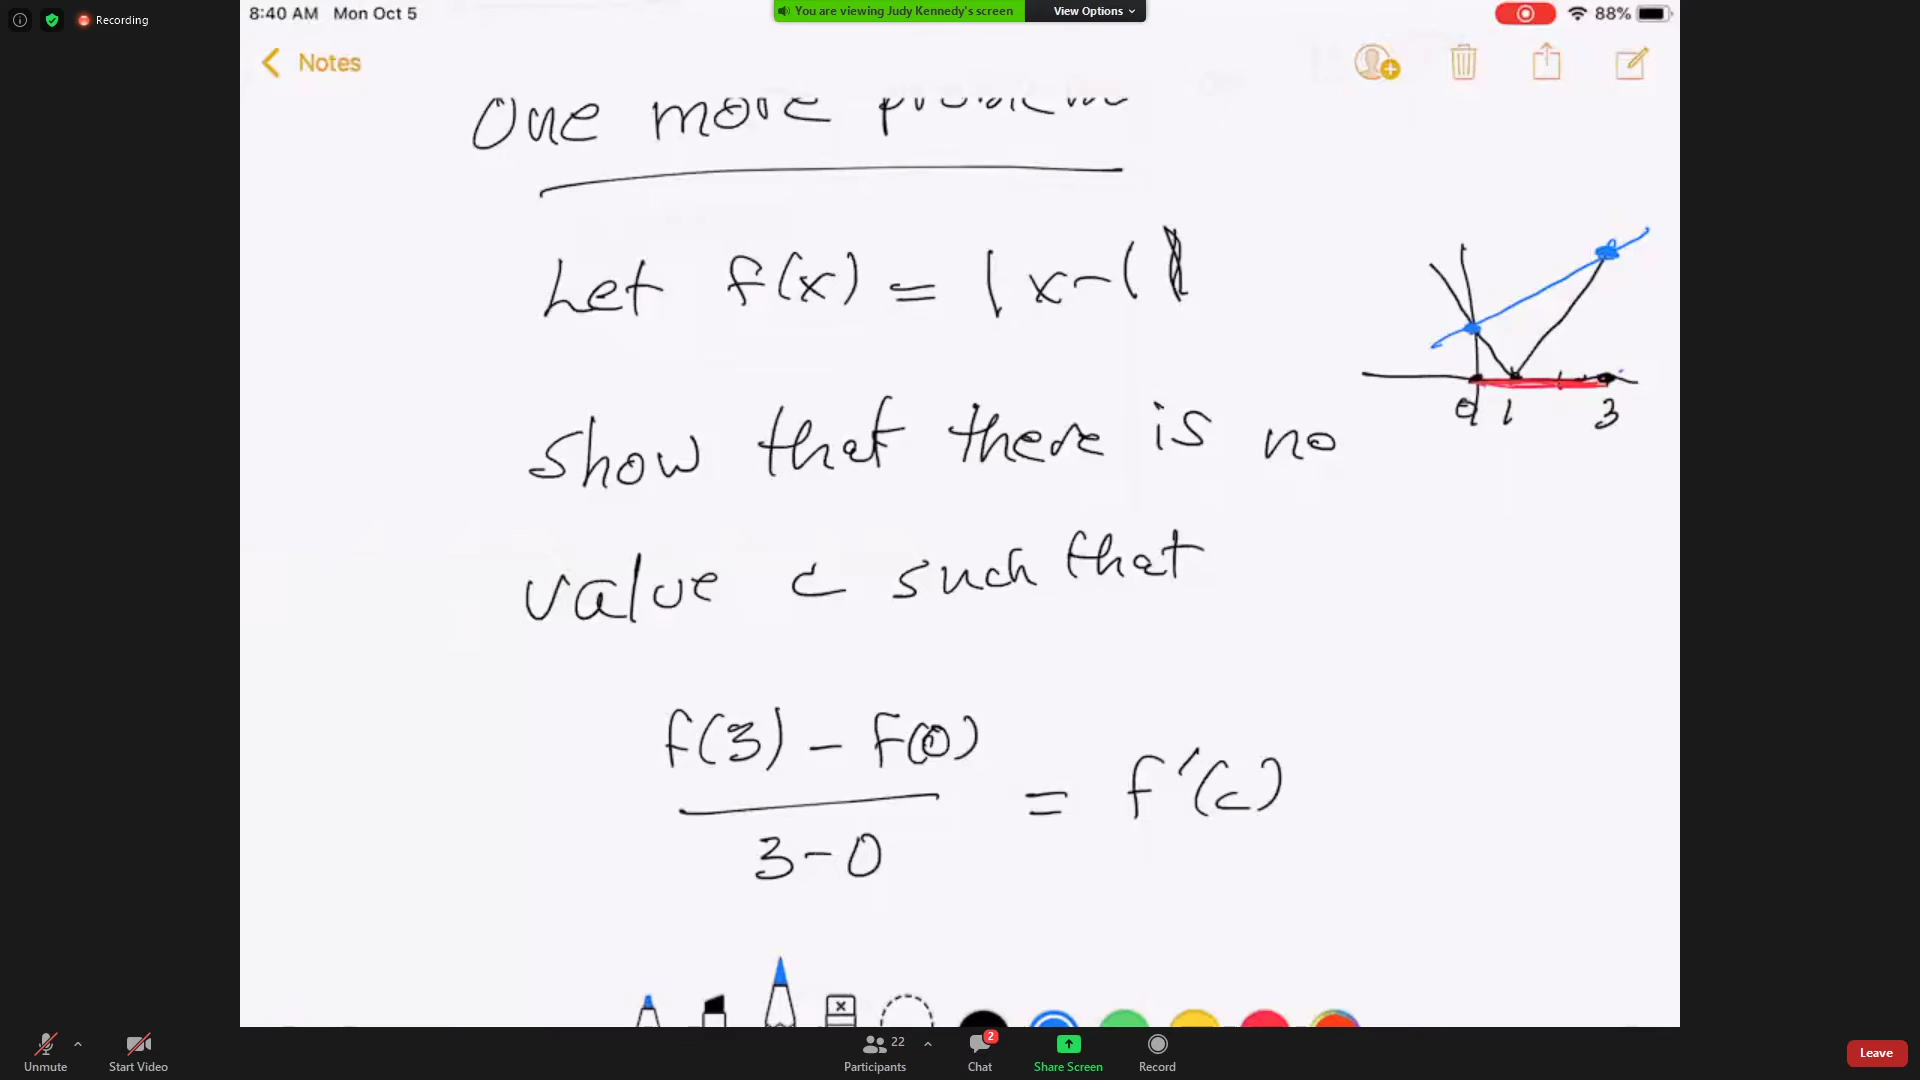 Recording
8:40 AM Mon Oct 5
You are viewing Judy Kennedy's screen
View Options
88%
Notes
One more problem
Let f(x) = |x-1|
show that there is no
value c such that
f(3) - f(0)
3-0
= f'(c)
0 1 3
Unmute
Start Video
22
Participants
2
Chat
Share Screen
Record
Leave